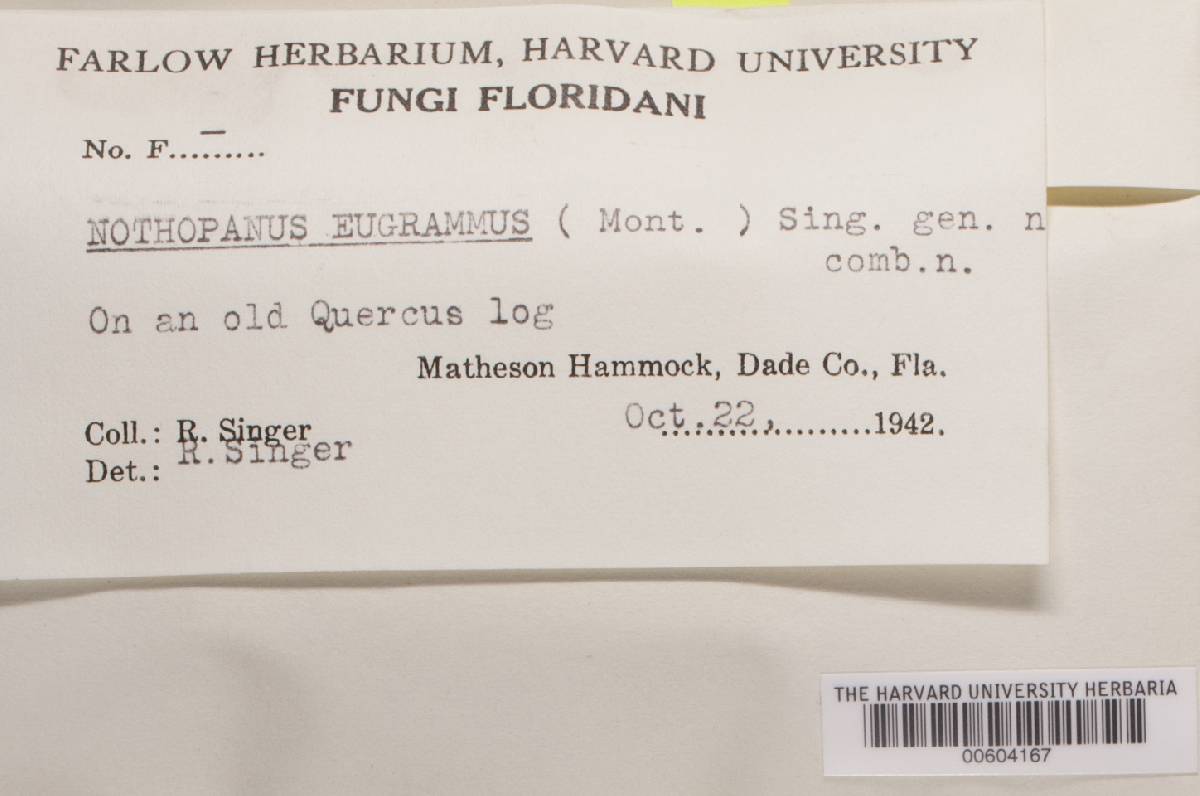 FARLOW HERBARIUM, HARVARD UNIVERSITY
FUNGI FLORIDANI
No. F...–......
NOTHOPANUS EUGRAMMUS ( Mont. ) Sing. gen. n
comb.n.
On an old Quercus log
Matheson Hammock, Dade Co., Fla.
Oct.22,.........1942.
Coll.: R. Singer
Det.: R.Singer
THE HARVARD UNIVERSITY HERBARIA
00604167